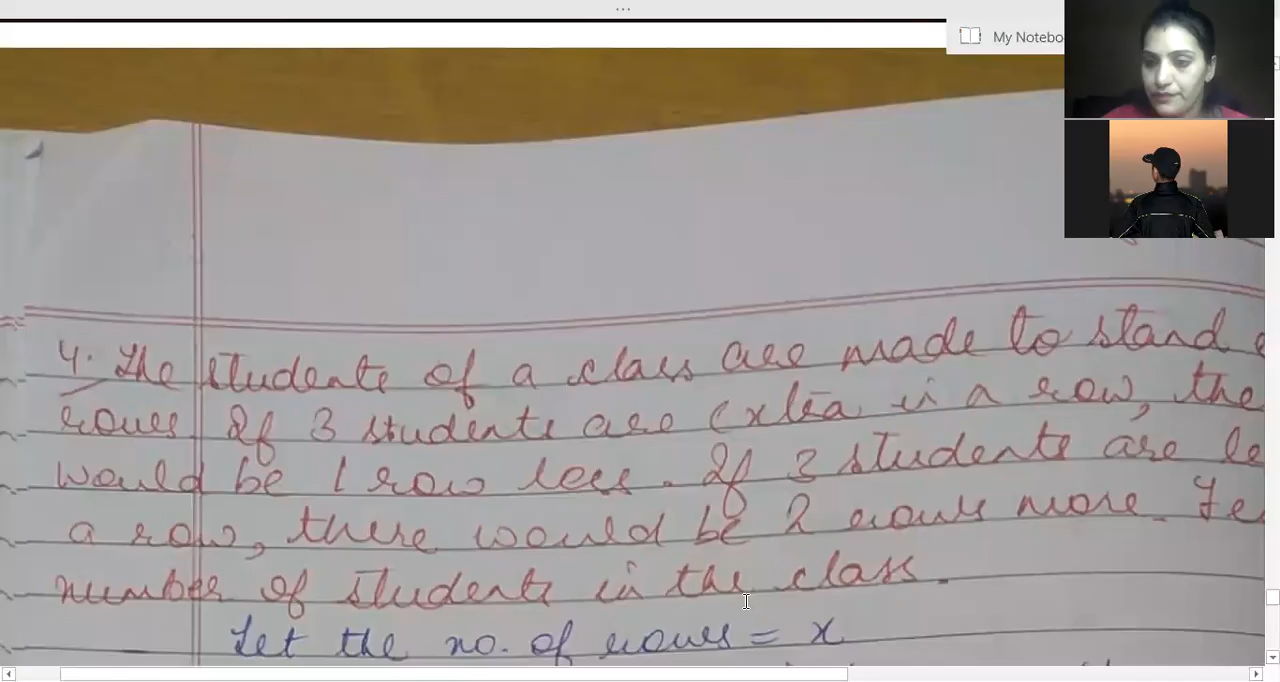 ...
My Notebo
4. The students of a class are made to stand
rows If 3 students are extra in a row, the
would be 1 row less. If 3 students are le
a row, there would be 2 rows more. Fe
number of students in the class.
Let the no. of rows = x